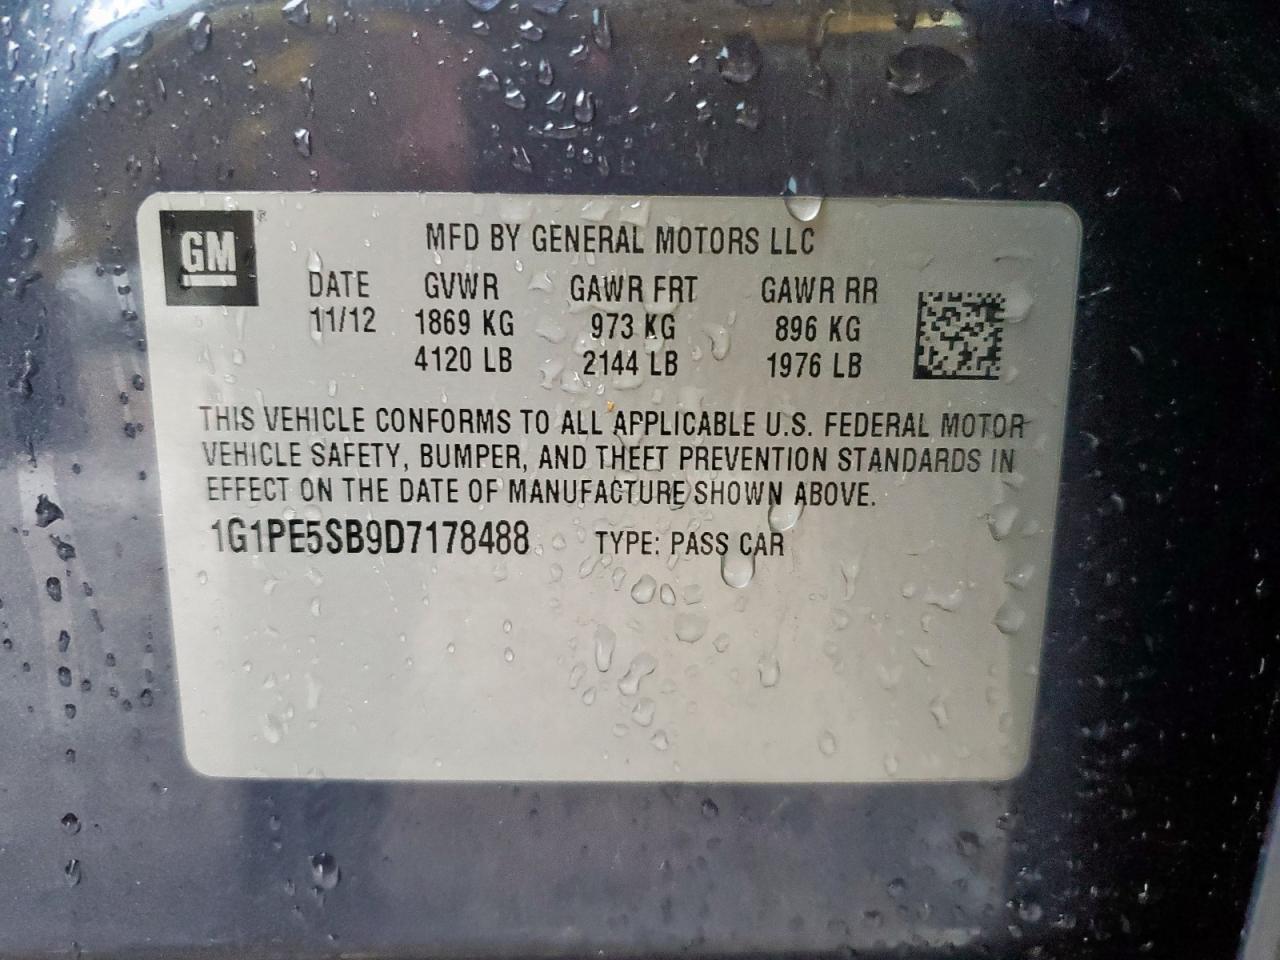 GM®
MFD BY GENERAL MOTORS LLC
DATE GVWR GAWR FRT GAWR RR
11/12 1869 KG 973 KG 896 KG
4120 LB 2144 LB 1976 LB
THIS VEHICLE CONFORMS TO ALL APPLICABLE U.S. FEDERAL MOTOR
VEHICLE SAFETY, BUMPER, AND THEFT PREVENTION STANDARDS IN
EFFECT ON THE DATE OF MANUFACTURE SHOWN ABOVE.
1G1PE5SB9D7178488 TYPE: PASS CAR